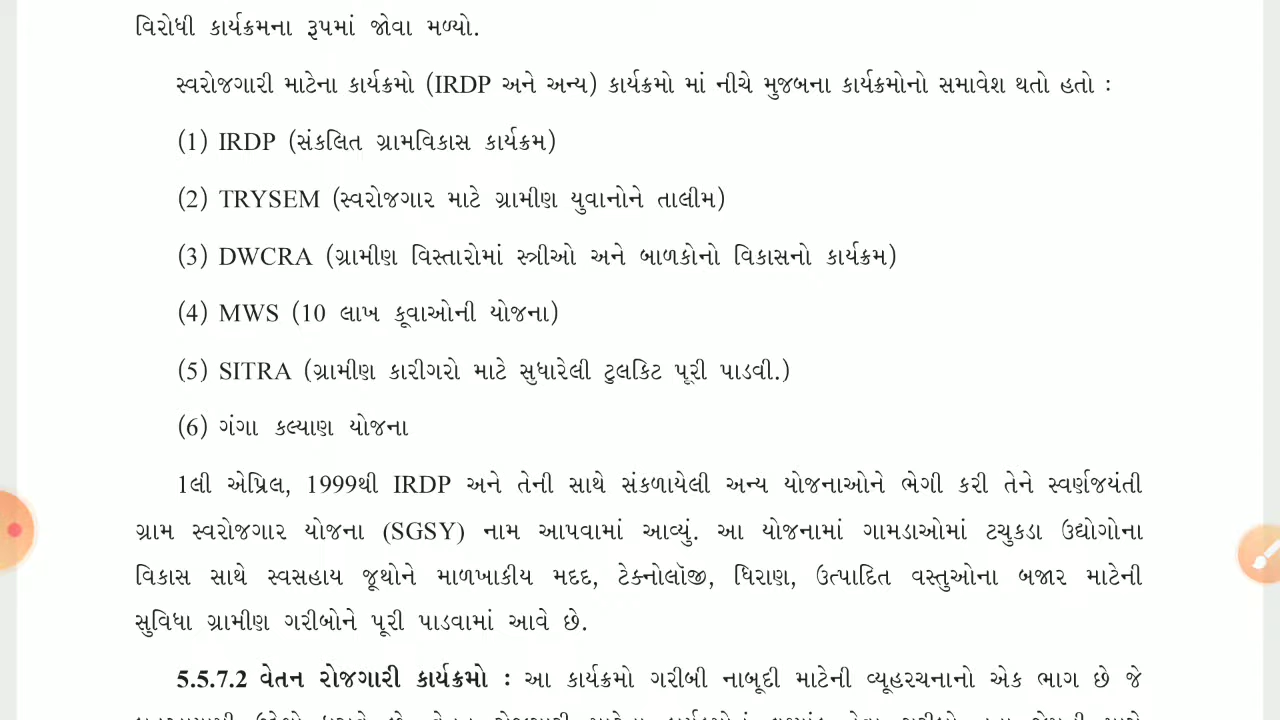 વિરોધી કાર્યક્રમના રૂપમાં જોવા મળ્યો.
સ્વરોજગારી માટેના કાર્યક્રમો (IRDP અને અન્ય) કાર્યક્રમો માં નીચે મુજબના કાર્યક્રમોનો સમાવેશ થતો હતો :
(1) IRDP (સંકલિત ગ્રામવિકાસ કાર્યક્રમ)
(2) TRYSEM (સ્વરોજગાર માટે ગ્રામીણ યુવાનોને તાલીમ)
(3) DWCRA (ગ્રામીણ વિસ્તારોમાં સ્ત્રીઓ અને બાળકોનો વિકાસનો કાર્યક્રમ)
(4) MWS (10 લાખ કૂવાઓની યોજના)
(5) SITRA (ગ્રામીણ કારીગરો માટે સુધારેલી ટુલકિટ પૂરી પાડવી.)
(6) ગંગા કલ્યાણ યોજના
1લી એપ્રિલ, 1999થી IRDP અને તેની સાથે સંકળાયેલી અન્ય યોજનાઓને ભેગી કરી તેને સ્વર્ણજયંતી
ગ્રામ સ્વરોજગાર યોજના (SGSY) નામ આપવામાં આવ્યું. આ યોજનામાં ગામડાઓમાં ટચુકડા ઉદ્યોગોના
વિકાસ સાથે સ્વસહાય જૂથોને માળખાકીય મદદ, ટેક્નોલૉજી, ધિરાણ, ઉત્પાદિત વસ્તુઓના બજાર માટેની
સુવિધા ગ્રામીણ ગરીબોને પૂરી પાડવામાં આવે છે.
5.5.7.2 વેતન રોજગારી કાર્યક્રમો : આ કાર્યક્રમો ગરીબી નાબૂદી માટેની વ્યૂહરચનાનો એક ભાગ છે જે